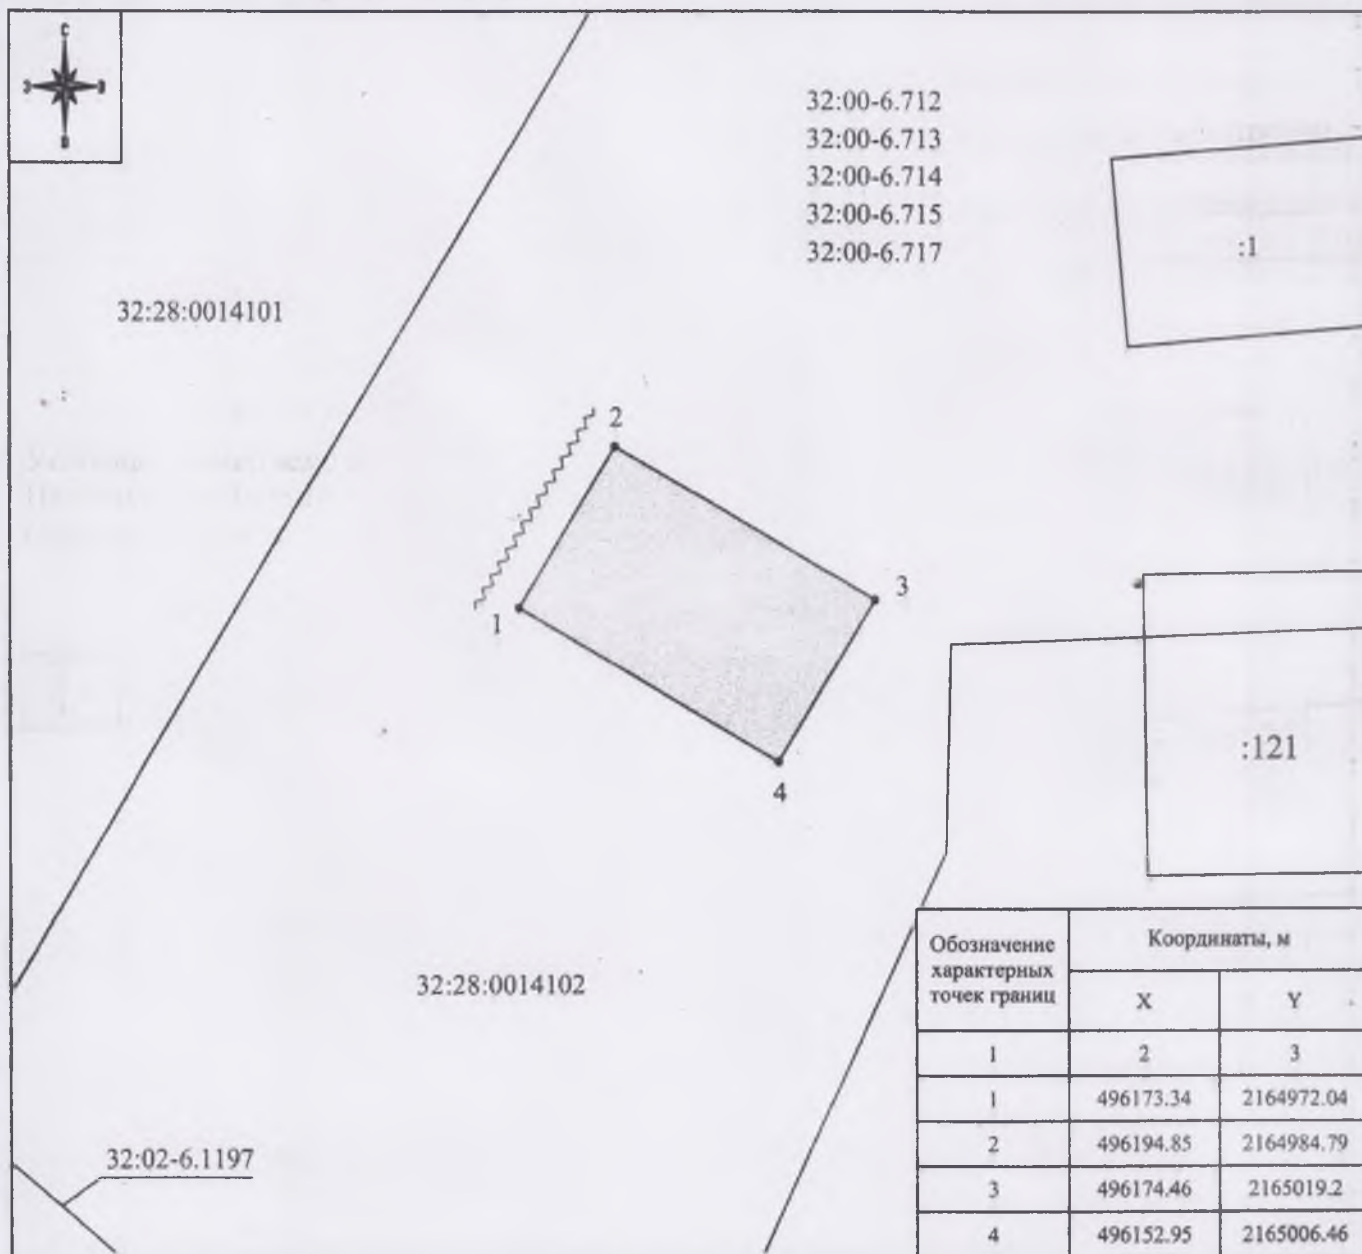 С
32:00-6.712
32:00-6.713
32:00-6.714
32:00-6.715
32:00-6.717
:1
32:28:0014101
2
3
1
:121
4
32:28:0014102
Обозначение характерных точек границ
Координаты, м
X
Y
1 2 3
1 496173.34 2164972.04
2 496194.85 2164984.79
3 496174.46 2165019.2
4 496152.95 2165006.46
32:02-6.1197